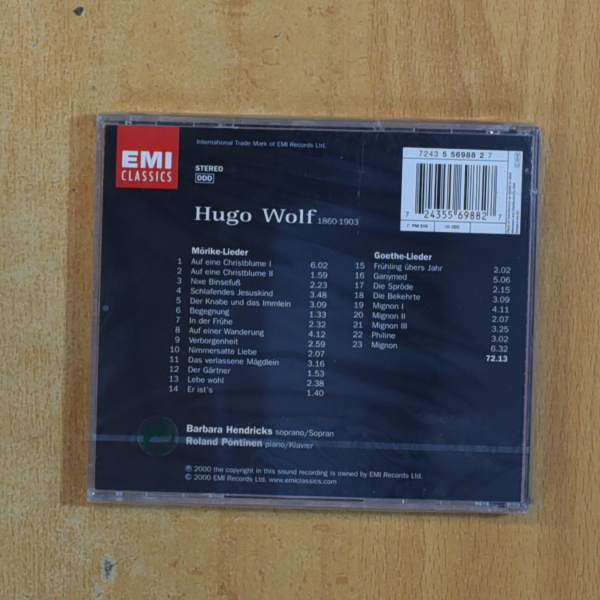 EMI
CLASSICS
International Trade Mark of EMI Records Ltd.
STEREO
DDD
7243 5 56988 2 7
7 24355 69882 7
Hugo Wolf 1860-1903
Mörike-Lieder
1 Auf eine Christblume I 6.02
2 Auf eine Christblume II 1.59
3 Nixe Binsefuß 2.23
4 Schlafendes Jesuskind 3.48
5 Der Knabe und das Immlein 3.09
6 Begegnung 1.33
7 In der Frühe 2.32
8 Auf einer Wanderung 4.12
9 Verborgenheit 2.59
10 Nimmersatte Liebe 2.07
11 Das verlassene Mägdlein 3.16
12 Der Gärtner 1.53
13 Lebe wohl 2.38
14 Er ist's 1.40
Goethe-Lieder
15 Frühling übers Jahr 2.02
16 Ganymed 5.06
17 Die Spröde 2.15
18 Die Bekehrte 3.09
19 Mignon I 4.11
20 Mignon II 2.07
21 Mignon III 3.25
22 Philine 3.02
23 Mignon 6.32
72.13
Barbara Hendricks soprano/Sopran
Roland Pöntinen piano/Klavier
℗ 2000 the copyright in this sound recording is owned by EMI Records Ltd.
© 2000 EMI Records Ltd. www.emiclassics.com